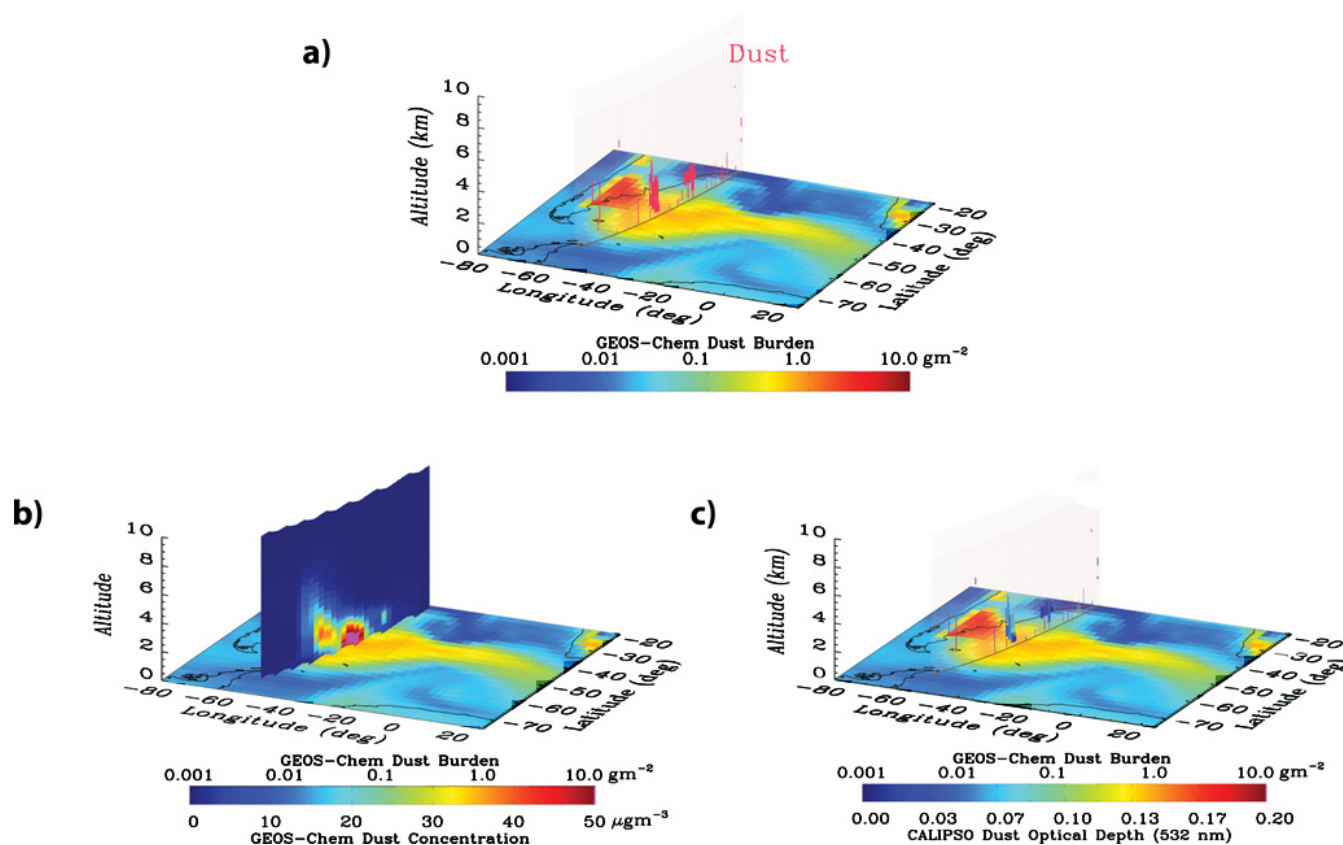 a)
Dust
10
8
6
4
2
0
Altitude (km)
-80
-60
-40
-20
0
20
Longitude (deg)
-20
-30
-40
-50
-60
-70
Latitude (deg)
GEOS-Chem Dust Burden
0.001 0.01 0.1 1.0 10.0 gm⁻²
b)
10
8
6
4
2
0
Altitude
-80
-60
-40
-20
0
20
Longitude (deg)
-20
-30
-40
-50
-60
-70
Latitude (deg)
GEOS-Chem Dust Burden
0.001 0.01 0.1 1.0 10.0 gm⁻²
0 10 20 30 40 50 μgm⁻³
GEOS-Chem Dust Concentration
c)
10
8
6
4
2
0
Altitude (km)
-80
-60
-40
-20
0
20
Longitude (deg)
-20
-30
-40
-50
-60
-70
Latitude (deg)
GEOS-Chem Dust Burden
0.001 0.01 0.1 1.0 10.0 gm⁻²
0.00 0.03 0.07 0.10 0.13 0.17 0.20
CALIPSO Dust Optical Depth (532 nm)